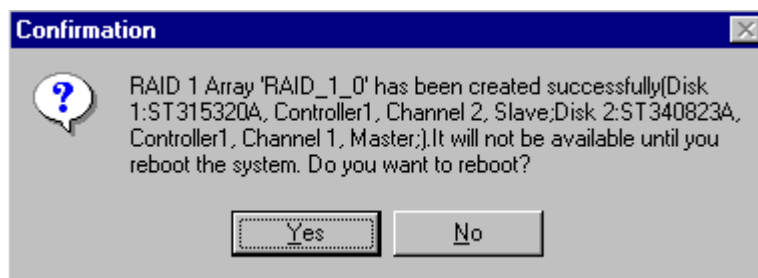 Confirmation
RAID 1 Array 'RAID_1_0' has been created successfully(Disk
1:ST315320A, Controller1, Channel 2, Slave;Disk 2:ST340823A,
Controller1, Channel 1, Master;).It will not be available until you
reboot the system. Do you want to reboot?
Yes
No